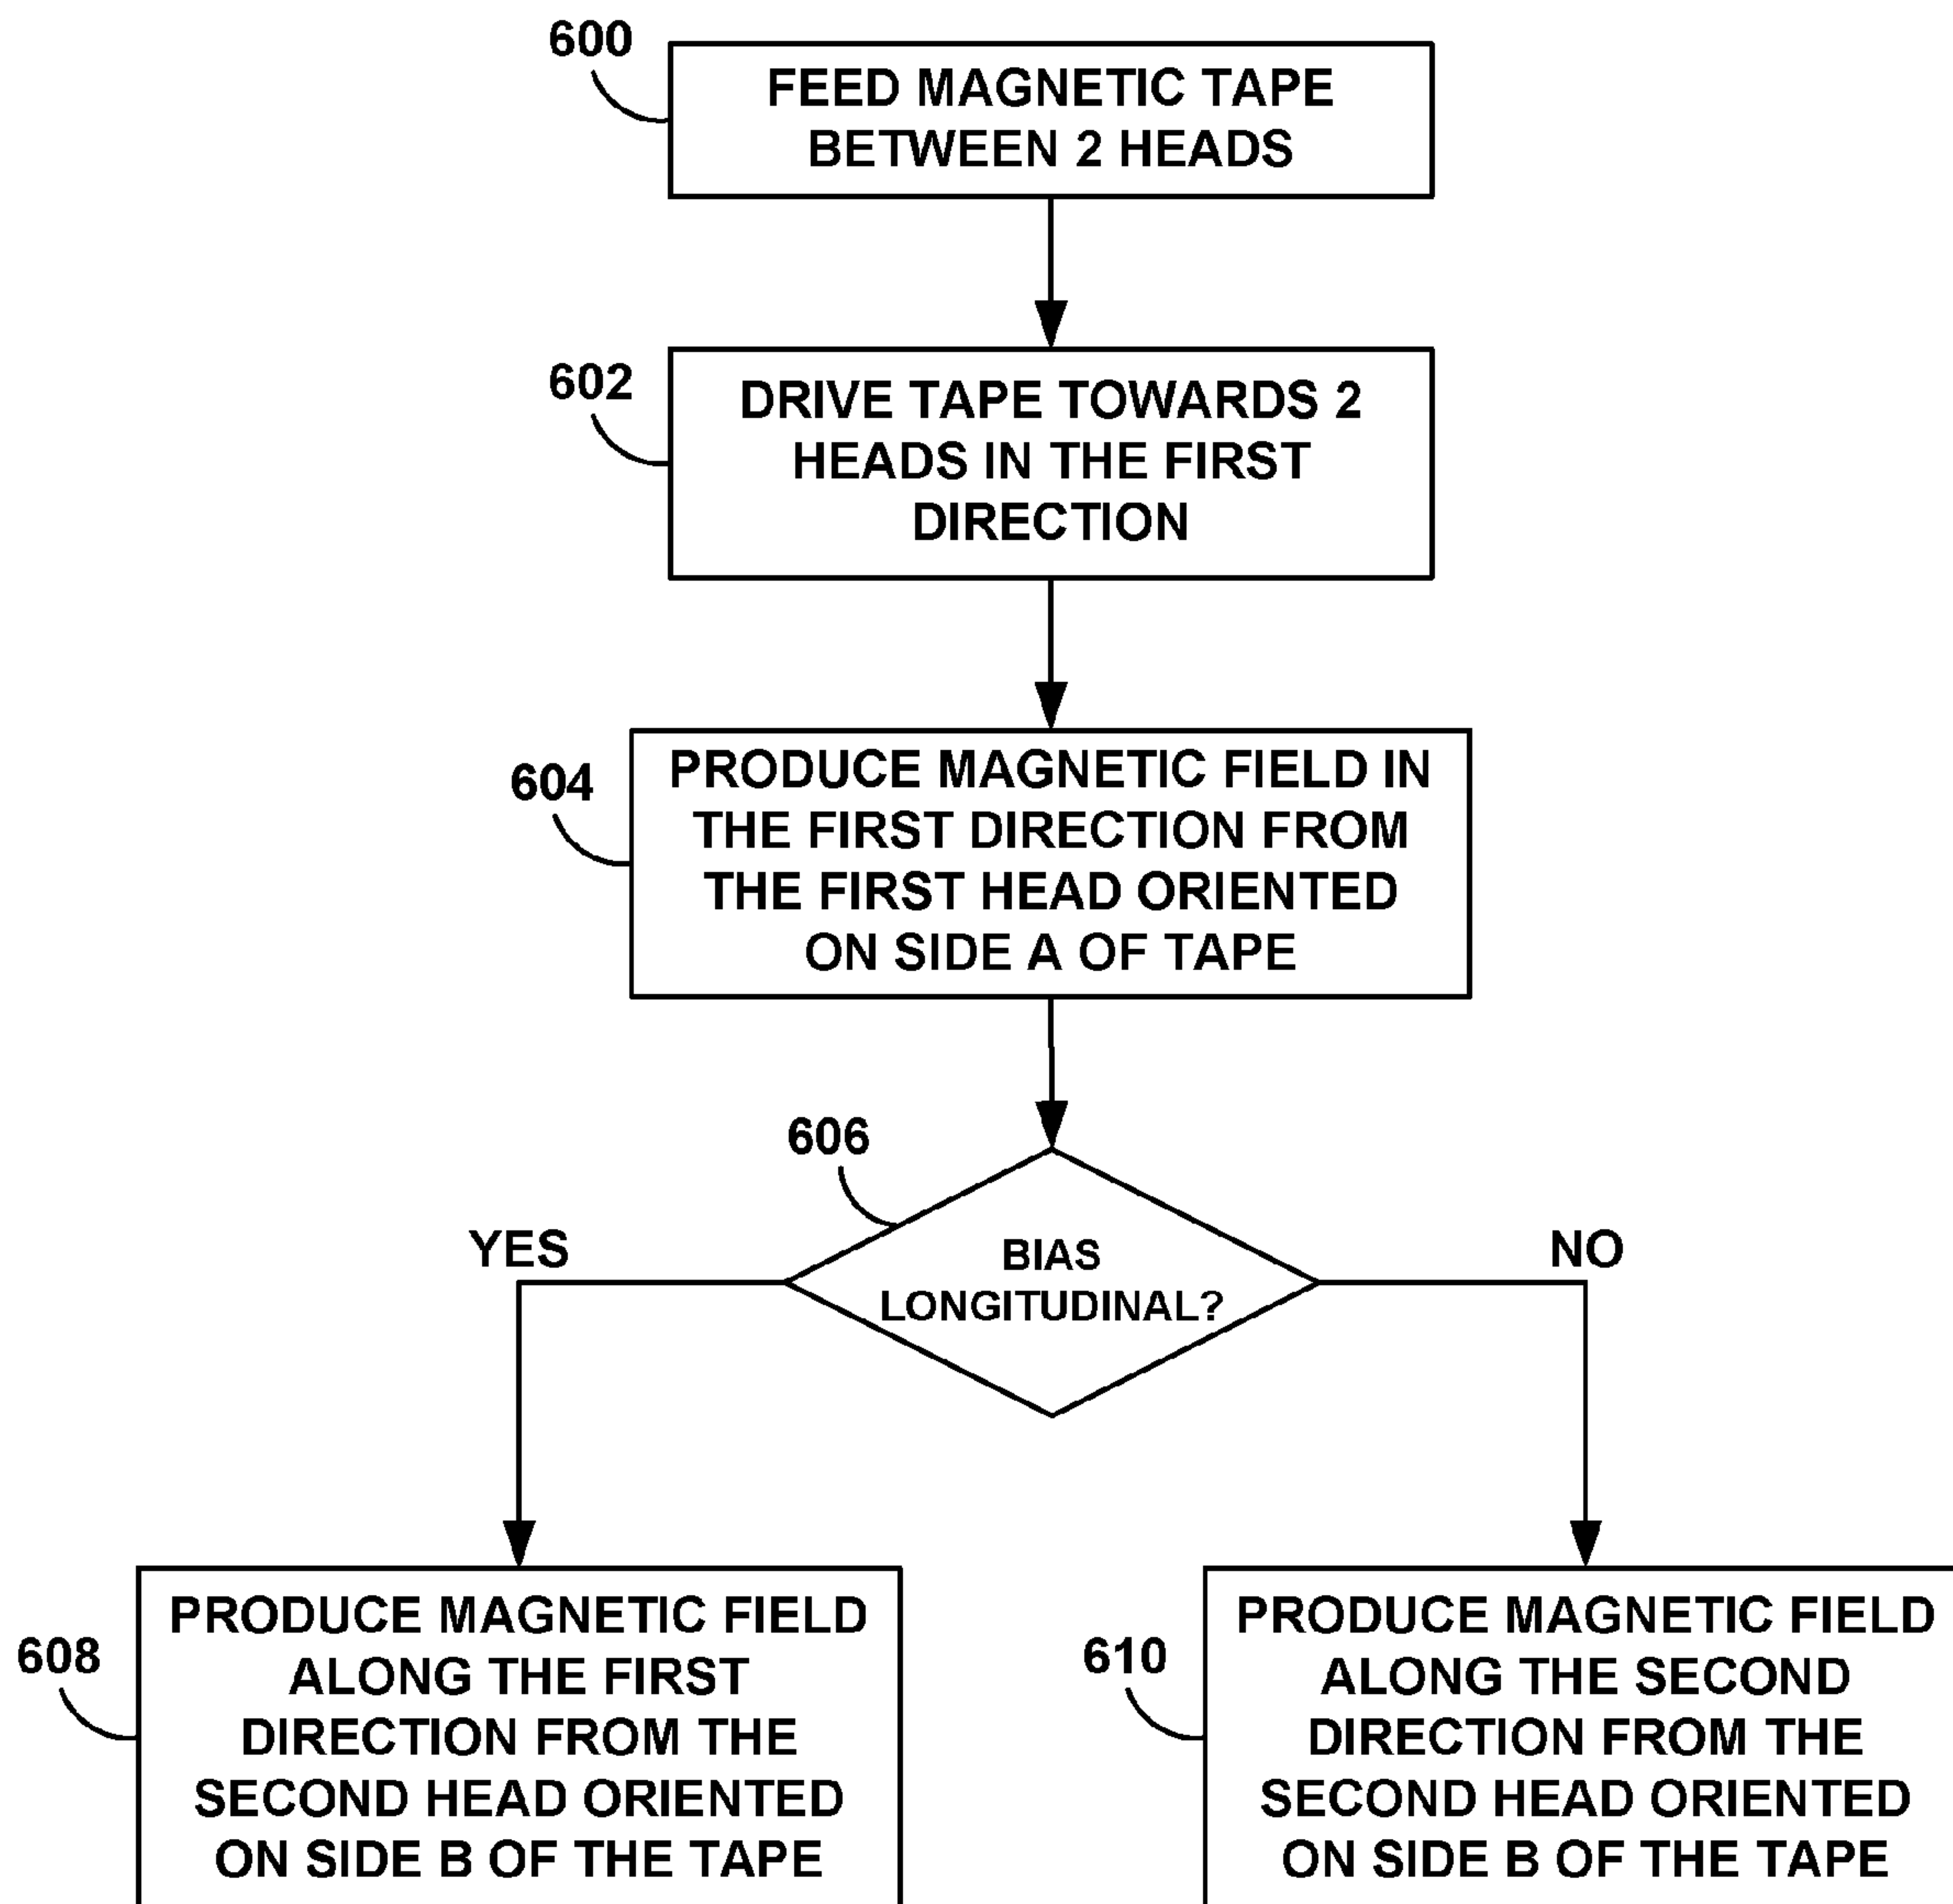 600
FEED MAGNETIC TAPE
BETWEEN 2 HEADS
602
DRIVE TAPE TOWARDS 2
HEADS IN THE FIRST
DIRECTION
604
PRODUCE MAGNETIC FIELD IN
THE FIRST DIRECTION FROM
THE FIRST HEAD ORIENTED
ON SIDE A OF TAPE
606
BIAS
LONGITUDINAL?
YES
NO
608
PRODUCE MAGNETIC FIELD
ALONG THE FIRST
DIRECTION FROM THE
SECOND HEAD ORIENTED
ON SIDE B OF THE TAPE
610
PRODUCE MAGNETIC FIELD
ALONG THE SECOND
DIRECTION FROM THE
SECOND HEAD ORIENTED
ON SIDE B OF THE TAPE